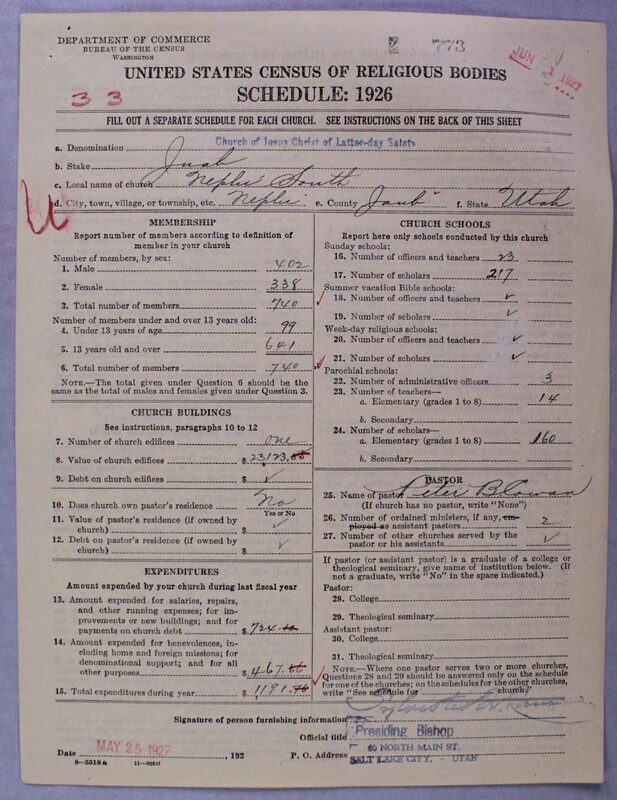 DEPARTMENT OF COMMERCE
BUREAU OF THE CENSUS
WASHINGTON
773
JUN 1 1927
UNITED STATES CENSUS OF RELIGIOUS BODIES
33
SCHEDULE: 1926
FILL OUT A SEPARATE SCHEDULE FOR EACH CHURCH. SEE INSTRUCTIONS ON THE BACK OF THIS SHEET
a. Denomination Church of Jesus Christ of Latter-day Saints
b. Stake Juab
c. Local name of church Nephi South
d. City, town, village, or township, etc. Nephi e. County Jaub f. State Utah
MEMBERSHIP
Report number of members according to definition of member in your church
Number of members, by sex:
1. Male 402
2. Female 338
3. Total number of members 740
Number of members under and over 13 years old:
4. Under 13 years of age 99
5. 13 years old and over 641
6. Total number of members 740
NOTE.—The total given under Question 6 should be the same as the total of males and females given under Question 3.
CHURCH BUILDINGS
See instructions, paragraphs 10 to 12
7. Number of church edifices One
8. Value of church edifices $ 23123
9. Debt on church edifices $ ✓
10. Does church own pastor's residence No
Yes or No
11. Value of pastor's residence (if owned by church) $ ✓
12. Debt on pastor's residence (if owned by church) $ ✓
EXPENDITURES
Amount expended by your church during last fiscal year
13. Amount expended for salaries, repairs, and other running expenses; for improvements or new buildings; and for payments on church debt $ 724.
14. Amount expended for benevolences, including home and foreign missions; for denominational support; and for all other purposes $ 467.
15. Total expenditures during year $ 1191.
CHURCH SCHOOLS
Report here only schools conducted by this church
Sunday schools:
16. Number of officers and teachers 23
17. Number of scholars 217
Summer vacation Bible schools:
18. Number of officers and teachers ✓
19. Number of scholars ✓
Week-day religious schools:
20. Number of officers and teachers ✓
21. Number of scholars ✓
Parochial schools:
22. Number of administrative officers 3
23. Number of teachers—
a. Elementary (grades 1 to 8) 14
b. Secondary
24. Number of scholars—
a. Elementary (grades 1 to 8) 160
b. Secondary
PASTOR
25. Name of pastor Peter
(If church has no pastor, write "None")
26. Number of ordained ministers, if any, employed as assistant pastors 2
27. Number of other churches served by the pastor or his assistants ✓
If pastor (or assistant pastor) is a graduate of a college or theological seminary, give name of institution below. (If not a graduate, write "No" in the space indicated.)
Pastor:
28. College
29. Theological seminary
Assistant pastor:
30. College
31. Theological seminary
NOTE.—Where one pastor serves two or more churches, Questions 28 and 29 should be answered only on the schedule for one of the churches; on the schedules for the other churches, write "See schedule for church."
Signature of person furnishing information
Official title Presiding Bishop
Date MAY 25 1927, 192 P. O. Address 60 NORTH MAIN ST.
8-5518a SALT LAKE CITY, - UTAH